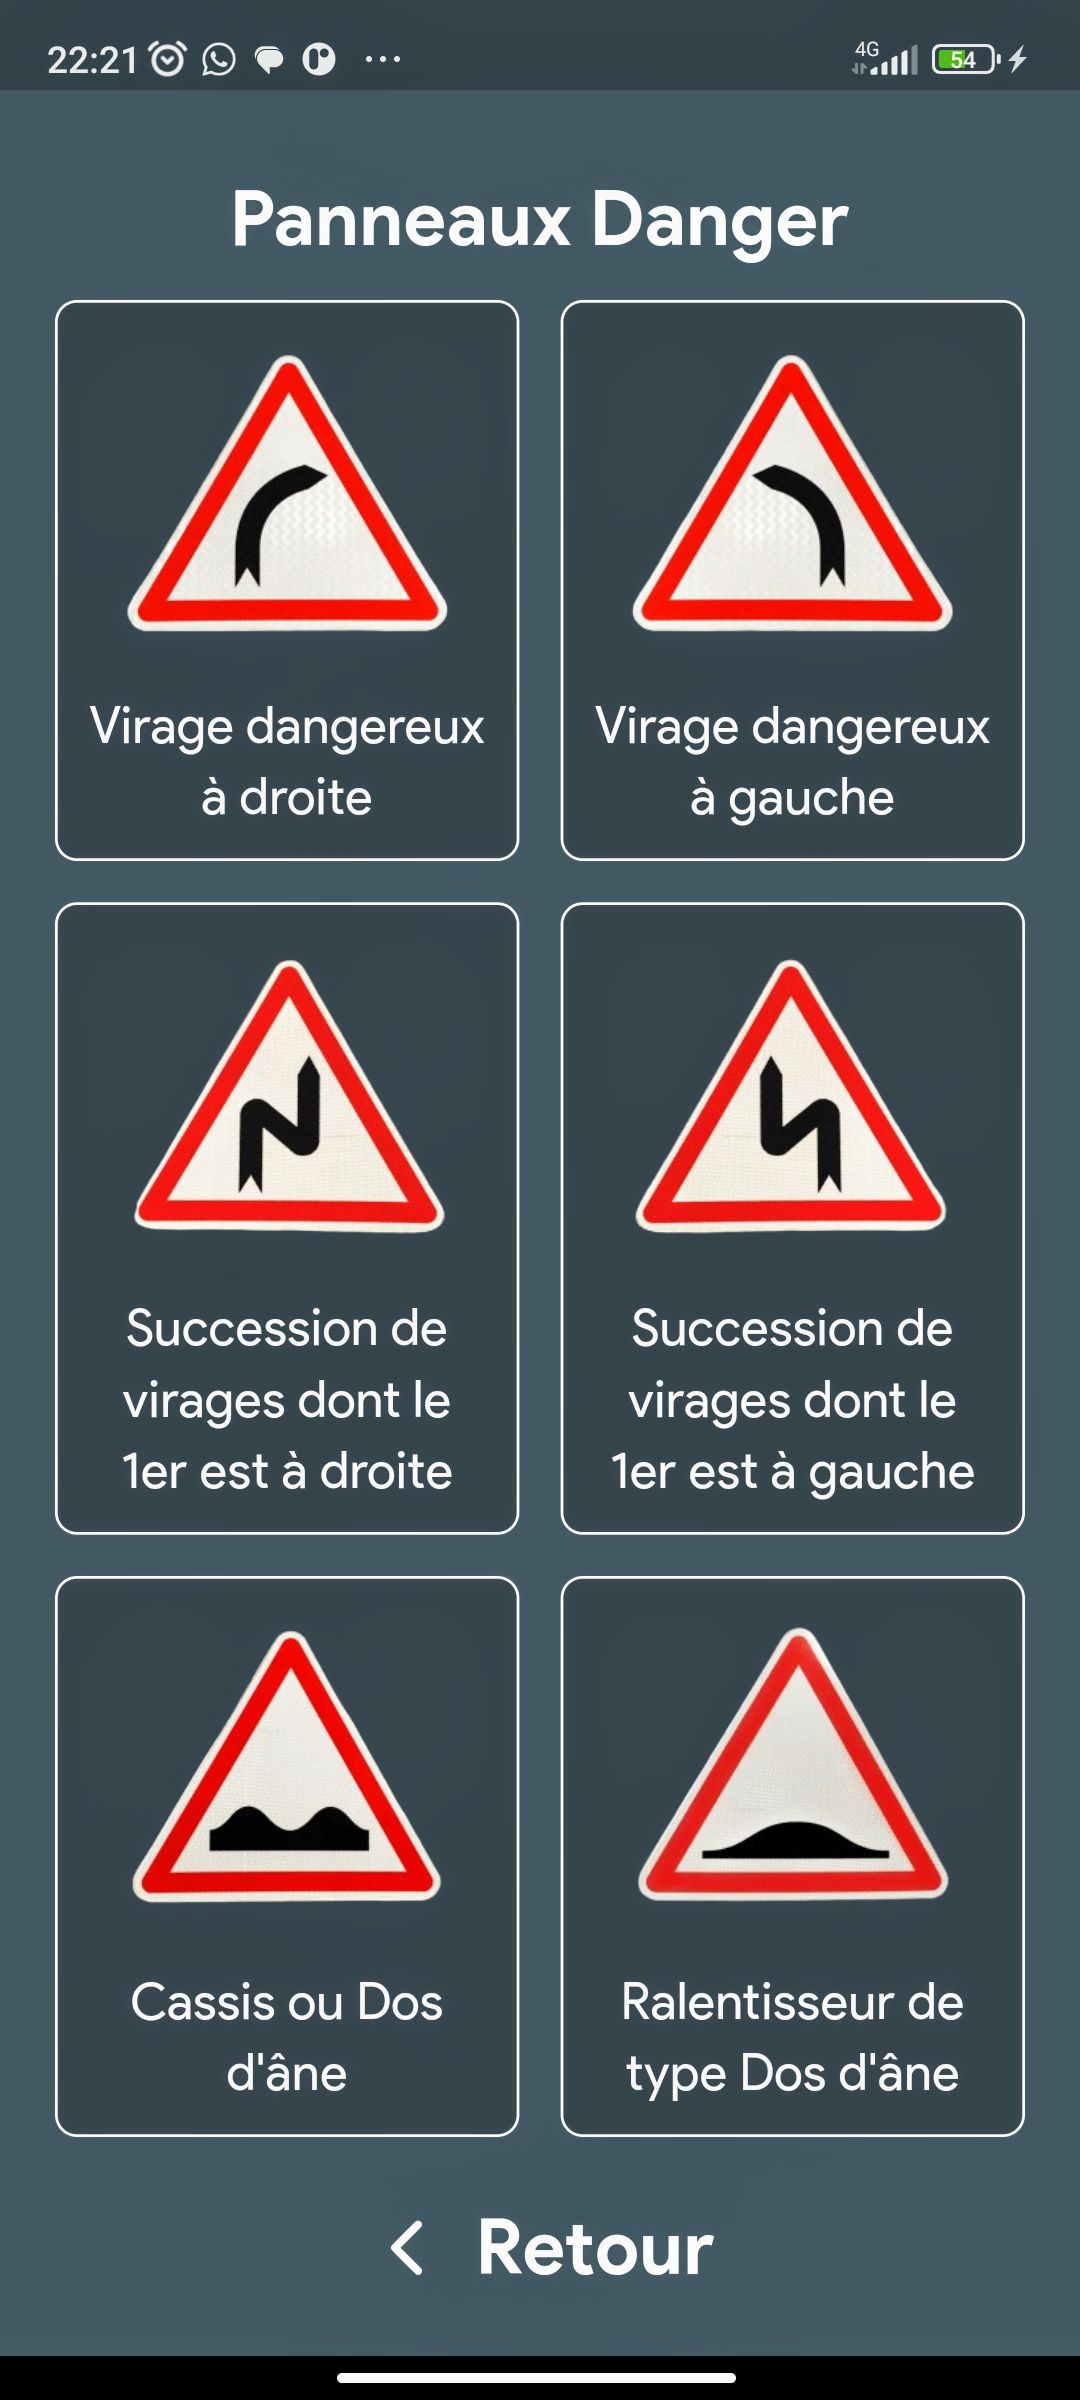 22:21
4G
54
Panneaux Danger
Virage dangereux
à droite
Virage dangereux
à gauche
Succession de
virages dont le
1er est à droite
Succession de
virages dont le
1er est à gauche
Cassis ou Dos
d'âne
Ralentisseur de
type Dos d'âne
Retour